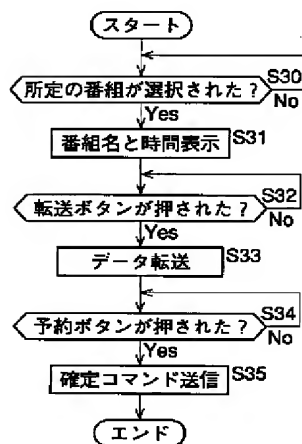 スタート
所定の番組が選択された？ S30
Yes No
番組名と時間表示 S31
転送ボタンが押された？ S32
Yes No
データ転送 S33
予約ボタンが押された？ S34
Yes No
確定コマンド送信 S35
エンド